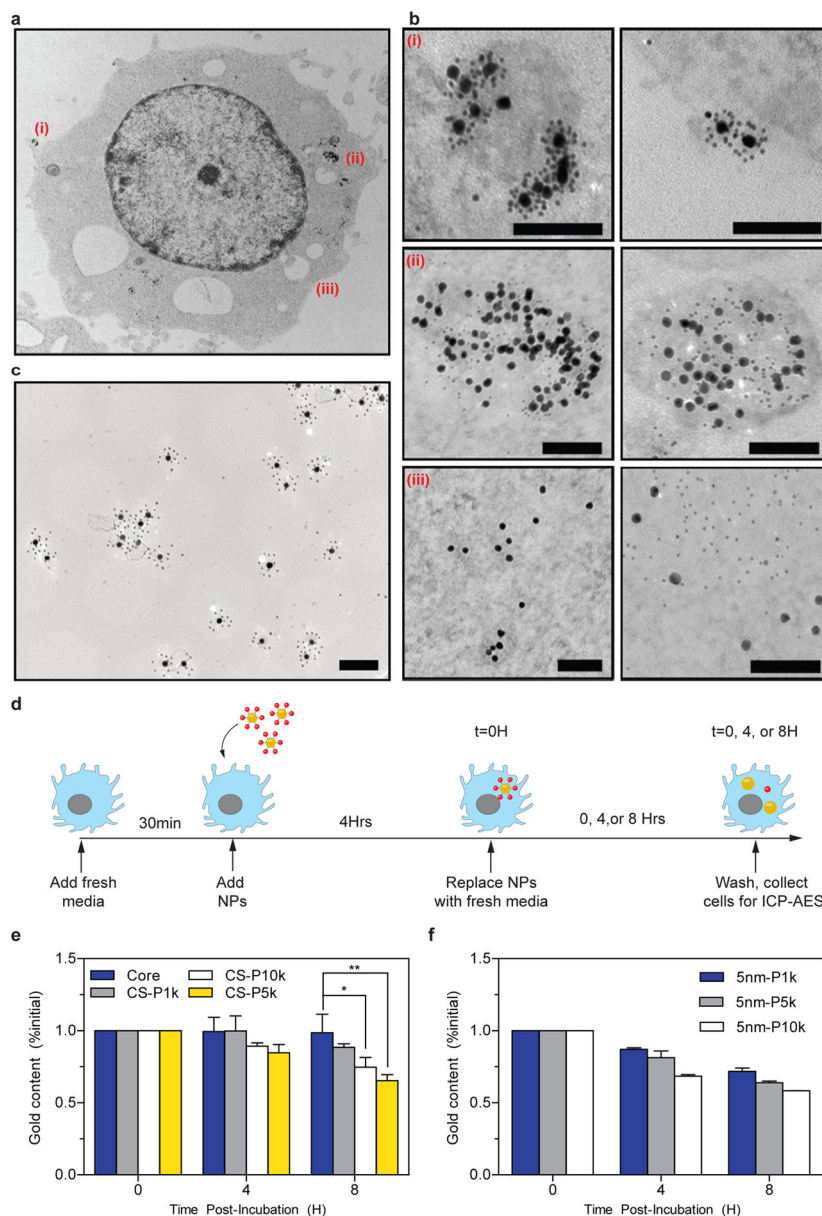 a
(i)
(ii)
(iii)
b
(i)
(ii)
(iii)
c
d
t=0H
t=0, 4, or 8H
30min
4Hrs
0, 4,or 8 Hrs
Add fresh
media
Add
NPs
Replace NPs
with fresh media
Wash, collect
cells for ICP-AES
e
Gold content (%initial)
1.5
1.0
0.5
0.0
Core
CS-P10k
CS-P1k
CS-P5k
**
*
0
4
8
Time Post-Incubation (H)
f
Gold content (%initial)
1.5
1.0
0.5
0.0
5nm-P1k
5nm-P5k
5nm-P10k
0
4
8
Time Post-Incubation (H)